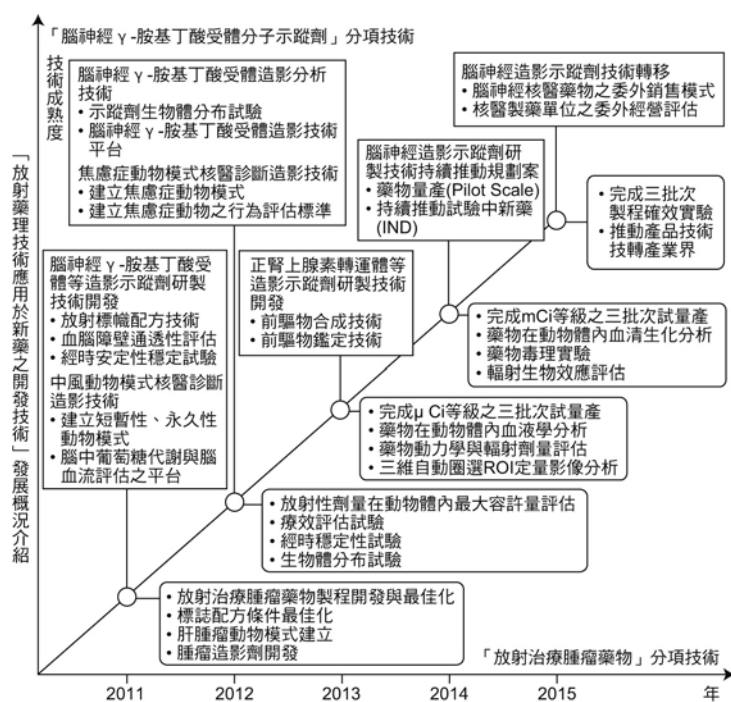 「腦神經γ-胺基丁酸受體分子示蹤劑」分項技術
技術成熟度
「放射藥理技術應用於新藥之開發技術」發展概況介紹
腦神經γ-胺基丁酸受體造影分析
技術
• 示蹤劑生物體分布試驗
• 腦神經γ-胺基丁酸受體造影技術
平台
焦慮症動物模式核醫診斷造影技術
• 建立焦慮症動物模式
• 建立焦慮症動物之行為評估標準
腦神經造影示蹤劑技術轉移
• 腦神經核醫藥物之委外銷售模式
• 核醫製藥單位之委外經營評估
腦神經造影示蹤劑研
製技術持續推動規劃案
• 藥物量產(Pilot Scale)
• 持續推動試驗中新藥
(IND)
• 完成三批次
製程確效實驗
• 推動產品技術
技轉產業界
腦神經γ-胺基丁酸受
體等造影示蹤劑研製
技術開發
• 放射標幟配方技術
• 血腦障壁通透性評估
• 經時安定性穩定試驗
中風動物模式核醫診斷
造影技術
• 建立短暫性、永久性
動物模式
• 腦中葡萄糖代謝與腦
血流評估之平台
正腎上腺素轉運體等
造影示蹤劑研製技術
開發
• 前驅物合成技術
• 前驅物鑑定技術
• 完成mCi等級之三批次試量產
• 藥物在動物體內血清生化分析
• 藥物毒理實驗
• 輻射生物效應評估
• 完成μ Ci等級之三批次試量產
• 藥物在動物體內血液學分析
• 藥物動力學與輻射劑量評估
• 三維自動圈選ROI定量影像分析
• 放射性劑量在動物體內最大容許量評估
• 療效評估試驗
• 經時穩定性試驗
• 生物體分布試驗
• 放射治療腫瘤藥物製程開發與最佳化
• 標誌配方條件最佳化
• 肝腫瘤動物模式建立
• 腫瘤造影劑開發
「放射治療腫瘤藥物」分項技術
2011 2012 2013 2014 2015 年